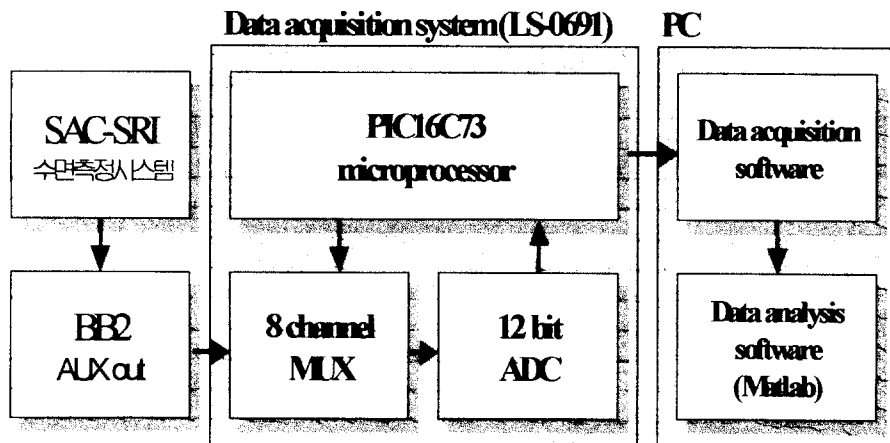 Data acquisition system (LS-0691)
PC
SAC-SRI
수면측정시스템
PIC16C73
microprocessor
Data acquisition
software
BB2
AUX out
8 channel
MUX
12 bit
ADC
Data analysis
software
(Matlab)